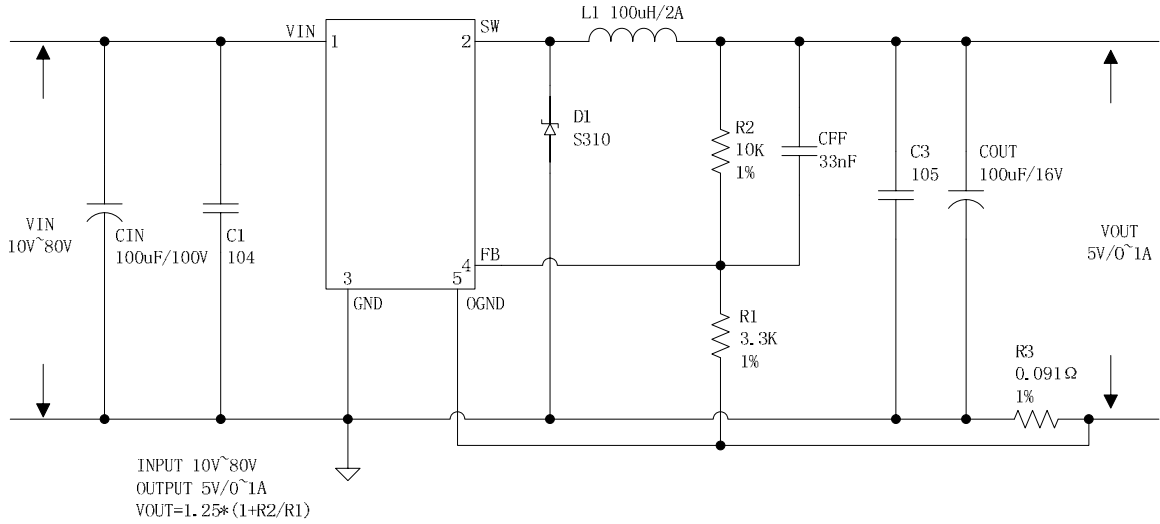 L1 100uH/2A
VIN
1
2
SW
D1
S310
R2
10K
1%
CFF
33nF
C3
105
COUT
100uF/16V
VIN
10V~80V
CIN
100uF/100V
C1
104
VOUT
5V/0~1A
4
FB
3
5
GND
OGND
R1
3.3K
1%
R3
0.091Ω
1%
INPUT 10V~80V
OUTPUT 5V/0~1A
VOUT=1.25*(1+R2/R1)